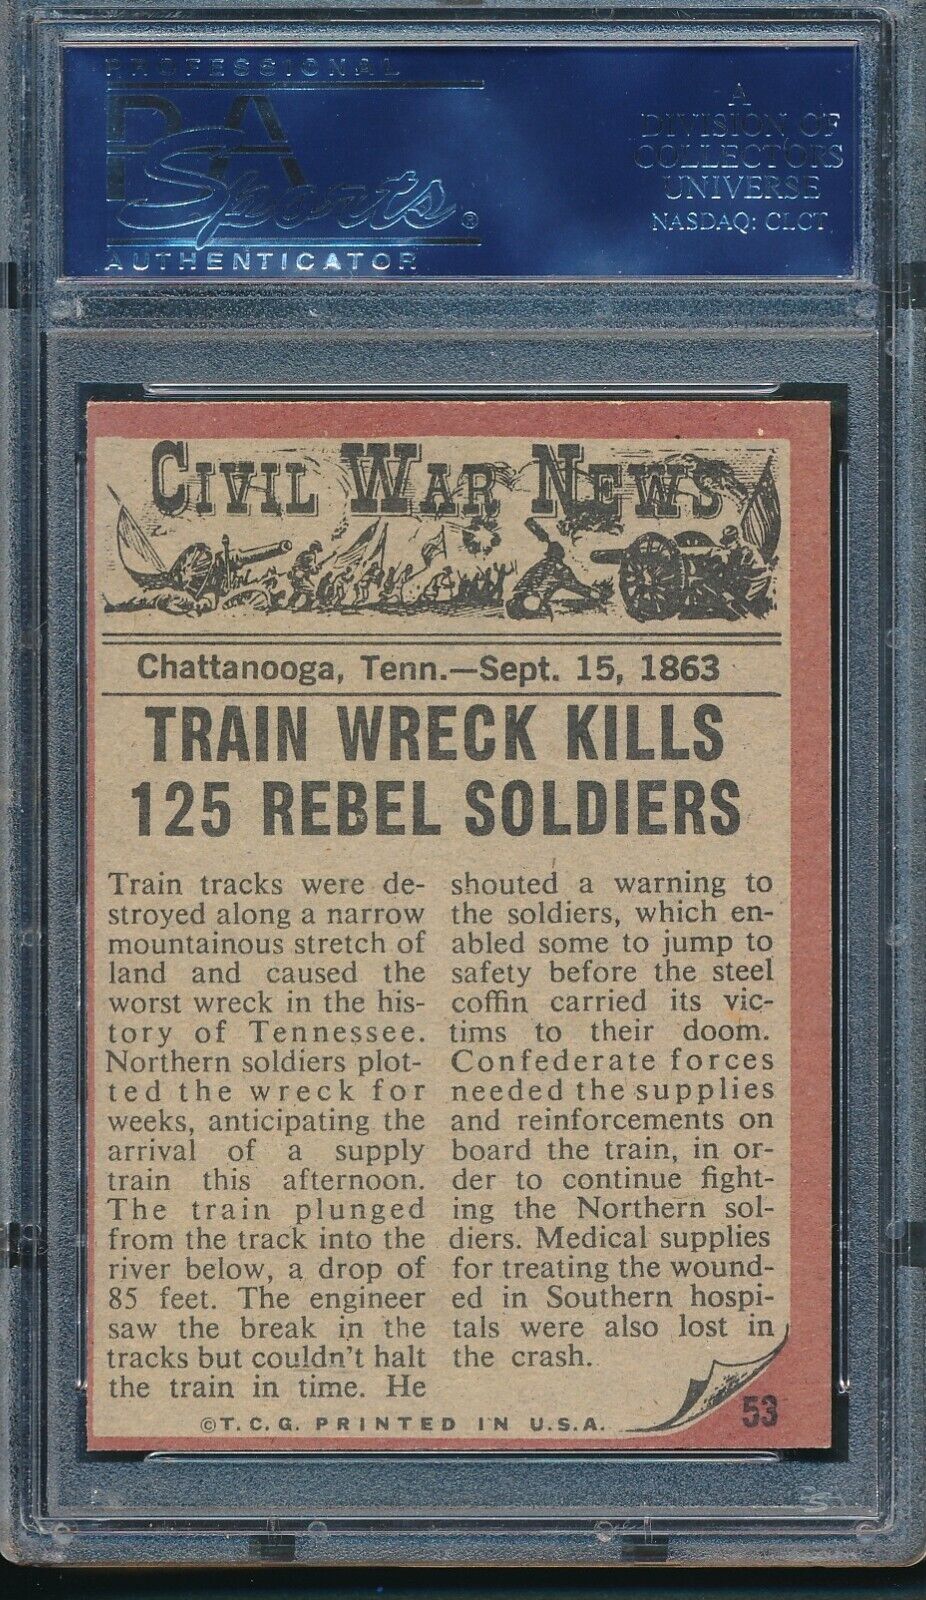 PROFESSIONAL
PSA
Sports®
AUTHENTICATOR
A
DIVISION OF
COLLECTORS
UNIVERSE
NASDAQ: CLCT
CIVIL WAR NEWS
Chattanooga, Tenn.—Sept. 15, 1863
TRAIN WRECK KILLS
125 REBEL SOLDIERS
Train tracks were de-
stroyed along a narrow
mountainous stretch of
land and caused the
worst wreck in the his-
tory of Tennessee.
Northern soldiers plot-
ted the wreck for
weeks, anticipating the
arrival of a supply
train this afternoon.
The train plunged
from the track into the
river below, a drop of
85 feet. The engineer
saw the break in the
tracks but couldn't halt
the train in time. He
shouted a warning to
the soldiers, which en-
abled some to jump to
safety before the steel
coffin carried its vic-
tims to their doom.
Confederate forces
needed the supplies
and reinforcements on
board the train, in or-
der to continue fight-
ing the Northern sol-
diers. Medical supplies
for treating the wound-
ed in Southern hospi-
tals were also lost in
the crash.
©T.C.G. PRINTED IN U.S.A.
53